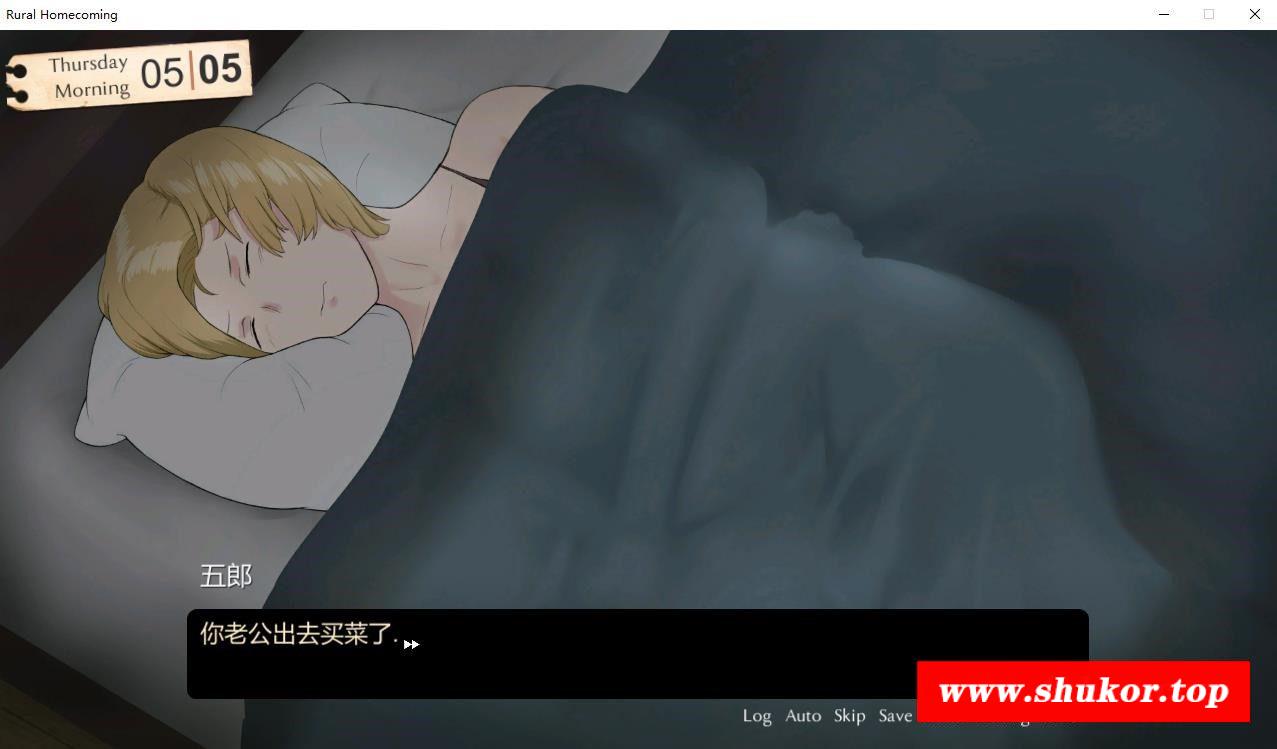 Rural Homecoming
Thursday
Morning
05|05
五郎
你老公出去买菜了.
www.shukor.top
Log Auto Skip Save